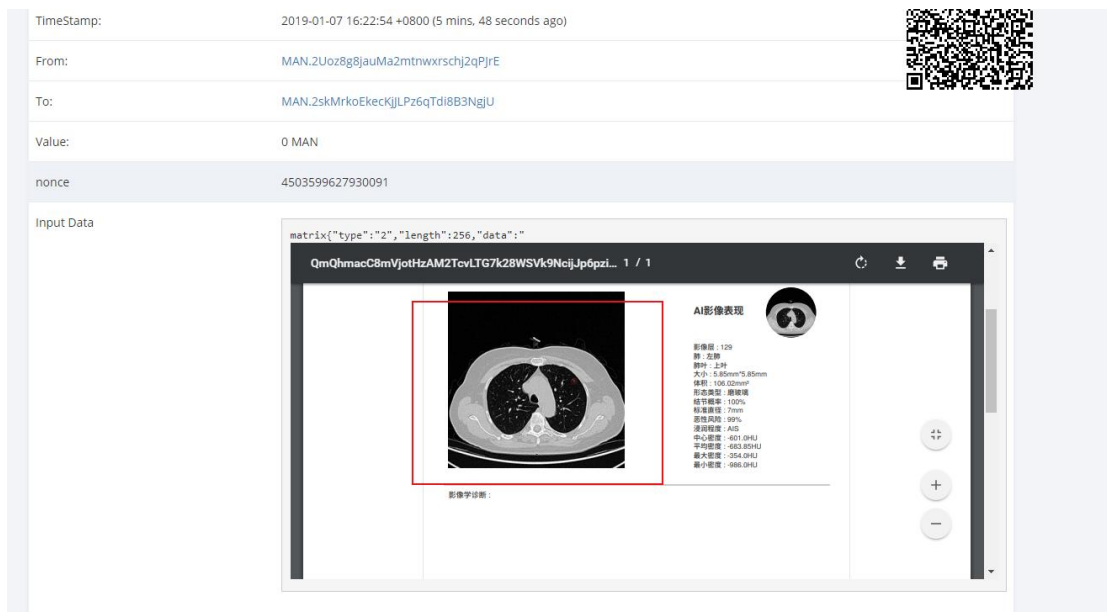 TimeStamp: 2019-01-07 16:22:54 +0800 (5 mins, 48 seconds ago)
From: MAN.2Uoz8g8jauMa2mtnwxrschj2qPJrE
To: MAN.2skMrkoEkecKjJLPz6qTdi8B3NgjU
Value: 0 MAN
nonce 4503599627930091
Input Data
matrix{"type":"2","length":256,"data":"
QmQhmacC8mVjotHzAM2TcvLTG7k28WSVk9NcijJp6pzi... 1 / 1
AI影像表现
影像层 : 129
肺 : 左肺
肺叶 : 上叶
大小 : 5.85mm*5.85mm
体积 : 106.02mm³
形态类型 : 磨玻璃
结节概率 : 100%
标准直径 : 7mm
恶性风险 : 99%
浸润程度 : AIS
中心密度 : -601.0HU
平均密度 : -683.85HU
最大密度 : -354.0HU
最小密度 : -986.0HU
影像学诊断 :